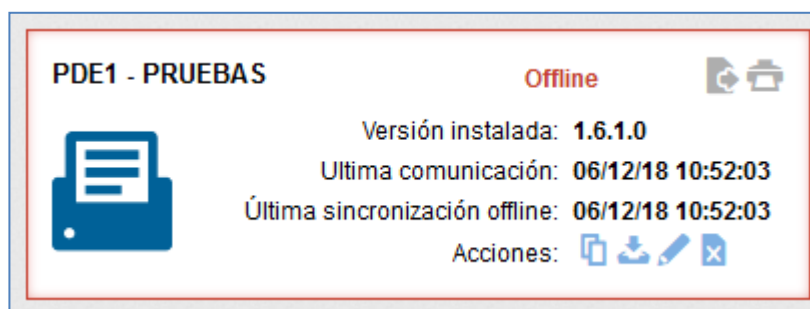 PDE1 - PRUEBAS Offline
Versión instalada: 1.6.1.0
Ultima comunicación: 06/12/18 10:52:03
Última sincronización offline: 06/12/18 10:52:03
Acciones: